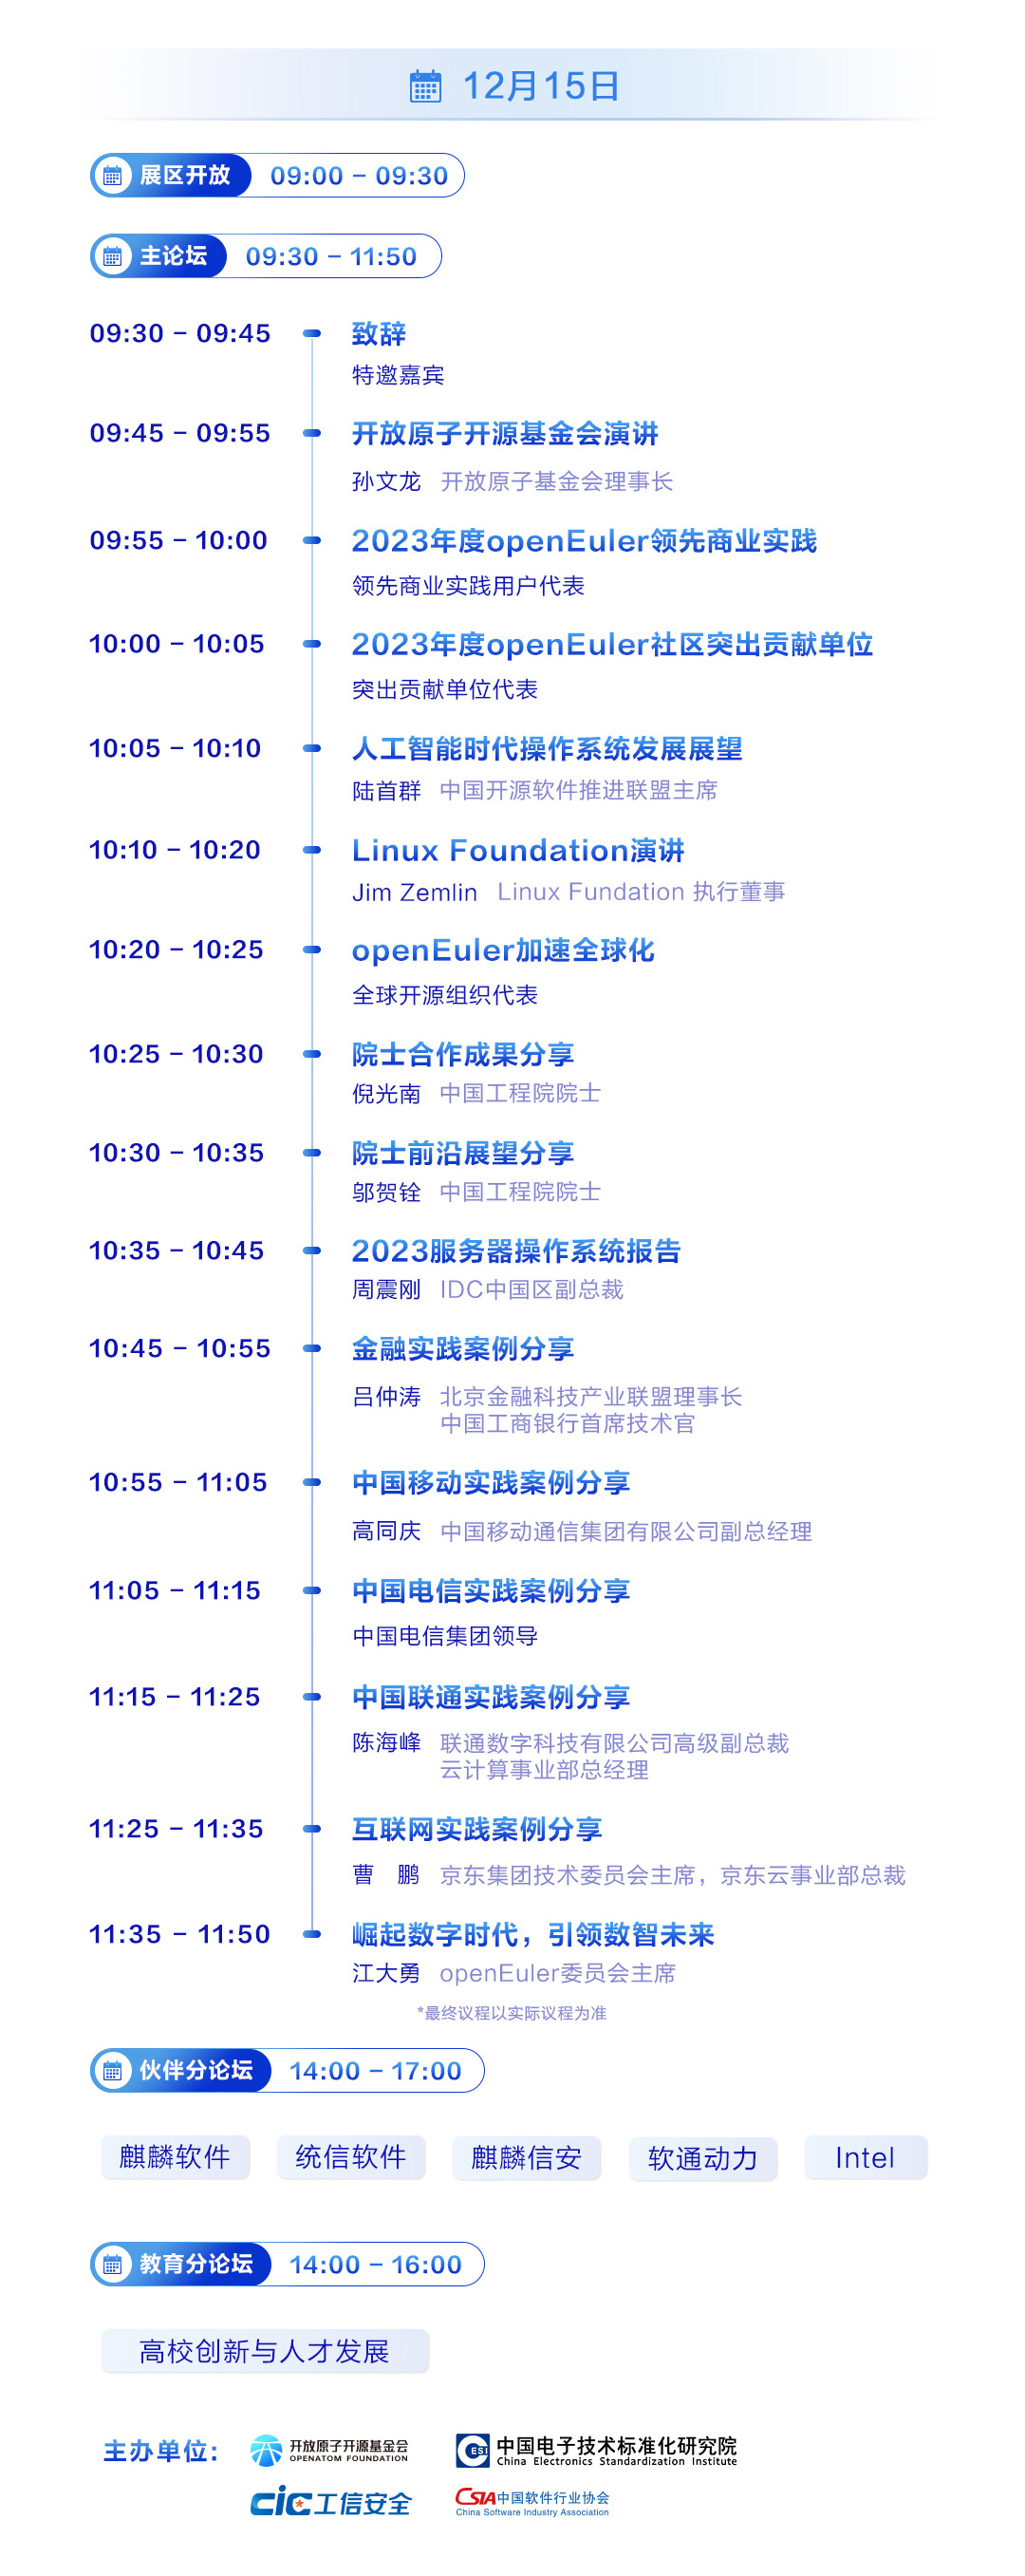 12月15日
展区开放 09:00 – 09:30
主论坛 09:30 – 11:50
09:30 – 09:45 致辞
特邀嘉宾
09:45 – 09:55 开放原子开源基金会演讲
孙文龙 开放原子基金会理事长
09:55 – 10:00 2023年度openEuler领先商业实践
领先商业实践用户代表
10:00 – 10:05 2023年度openEuler社区突出贡献单位
突出贡献单位代表
10:05 – 10:10 人工智能时代操作系统发展展望
陆首群 中国开源软件推进联盟主席
10:10 – 10:20 Linux Foundation演讲
Jim Zemlin Linux Fundation 执行董事
10:20 – 10:25 openEuler加速全球化
全球开源组织代表
10:25 – 10:30 院士合作成果分享
倪光南 中国工程院院士
10:30 – 10:35 院士前沿展望分享
邬贺铨 中国工程院院士
10:35 – 10:45 2023服务器操作系统报告
周震刚 IDC中国区副总裁
10:45 – 10:55 金融实践案例分享
吕仲涛 北京金融科技产业联盟理事长
中国工商银行首席技术官
10:55 – 11:05 中国移动实践案例分享
高同庆 中国移动通信集团有限公司副总经理
11:05 – 11:15 中国电信实践案例分享
中国电信集团领导
11:15 – 11:25 中国联通实践案例分享
陈海峰 联通数字科技有限公司高级副总裁
云计算事业部总经理
11:25 – 11:35 互联网实践案例分享
曹 鹏 京东集团技术委员会主席，京东云事业部总裁
11:35 – 11:50 崛起数字时代，引领数智未来
江大勇 openEuler委员会主席
*最终议程以实际议程为准
伙伴分论坛 14:00 – 17:00
麒麟软件 统信软件 麒麟信安 软通动力 Intel
教育分论坛 14:00 – 16:00
高校创新与人才发展
主办单位: 开放原子开源基金会 OPENATOM FOUNDATION
CESI 中国电子技术标准化研究院
China Electronics Standardization Institute
CIC 工信安全
CSIA 中国软件行业协会
China Software Industry Association